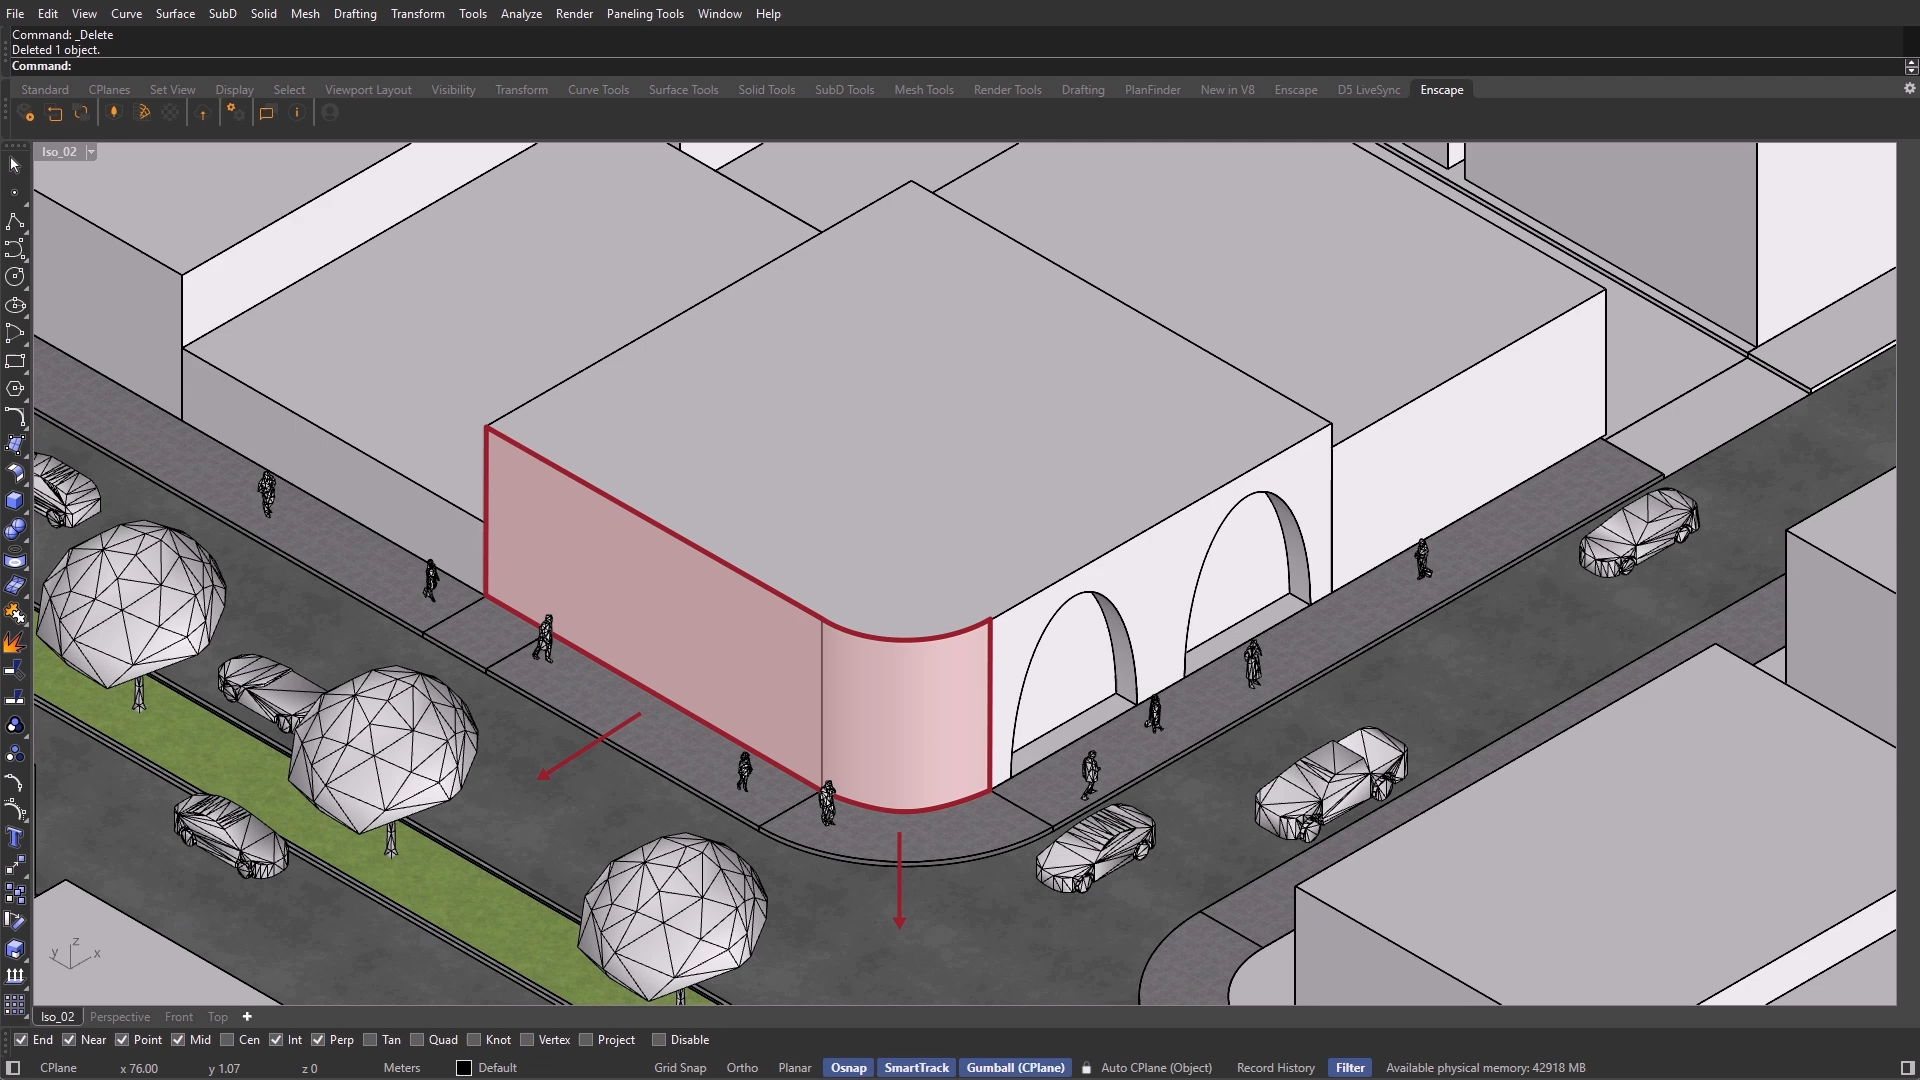 File Edit View Curve Surface SubD Solid Mesh Drafting Transform Tools Analyze Render Paneling Tools Window Help
Command: _Delete
Deleted 1 object.
Command:
Standard CPlanes Set View Display Select Viewport Layout Visibility Transform Curve Tools Surface Tools Solid Tools SubD Tools Mesh Tools Render Tools Drafting PlanFinder New in V8 Enscape D5 LiveSync Enscape
Iso_02
z
y x
Iso_02 Perspective Front Top
End Near Point Mid Cen Int Perp Tan Quad Knot Vertex Project Disable
CPlane x 76.00 y 1.07 z 0 Meters Default Grid Snap Ortho Planar Osnap SmartTrack Gumball (CPlane) Auto CPlane (Object) Record History Filter Available physical memory: 42918 MB